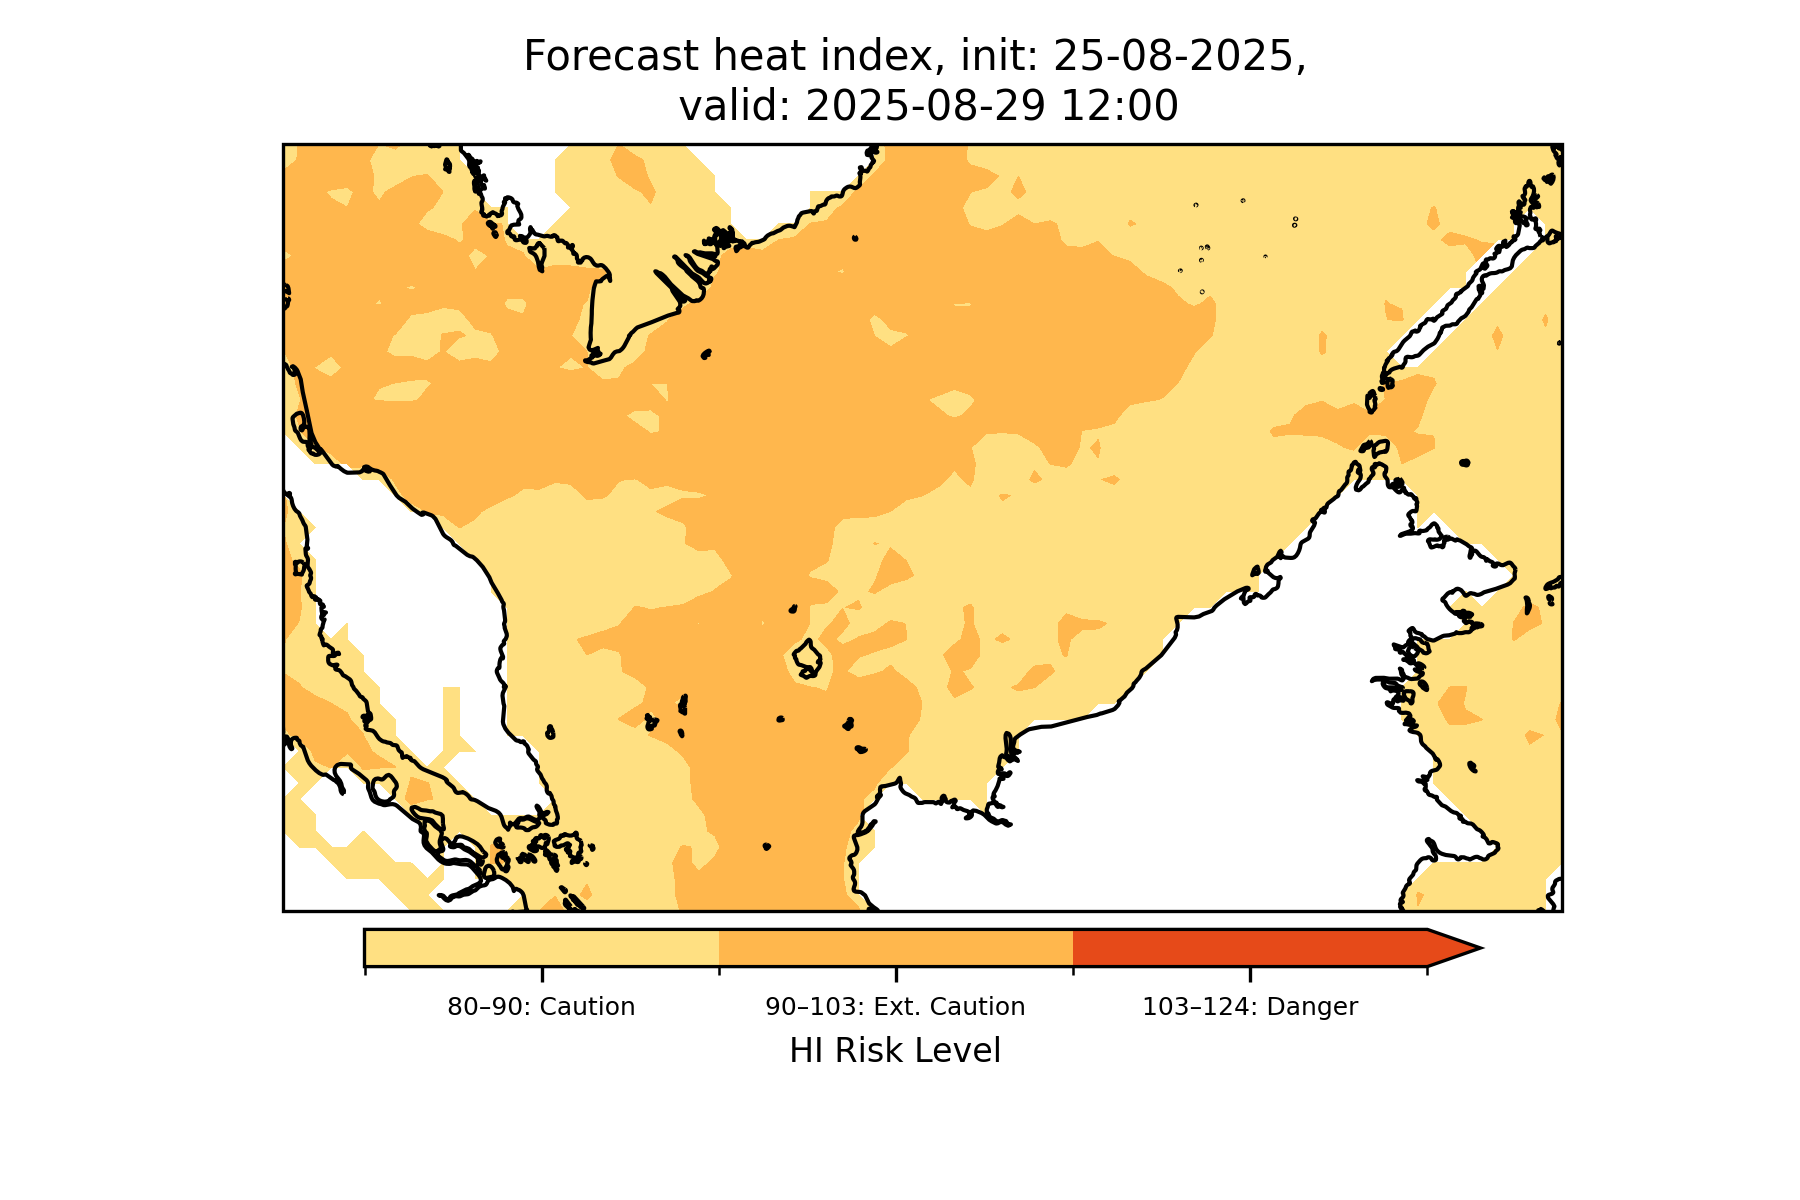 Forecast heat index, init: 25-08-2025,
valid: 2025-08-29 12:00
80–90: Caution
90–103: Ext. Caution
103–124: Danger
HI Risk Level